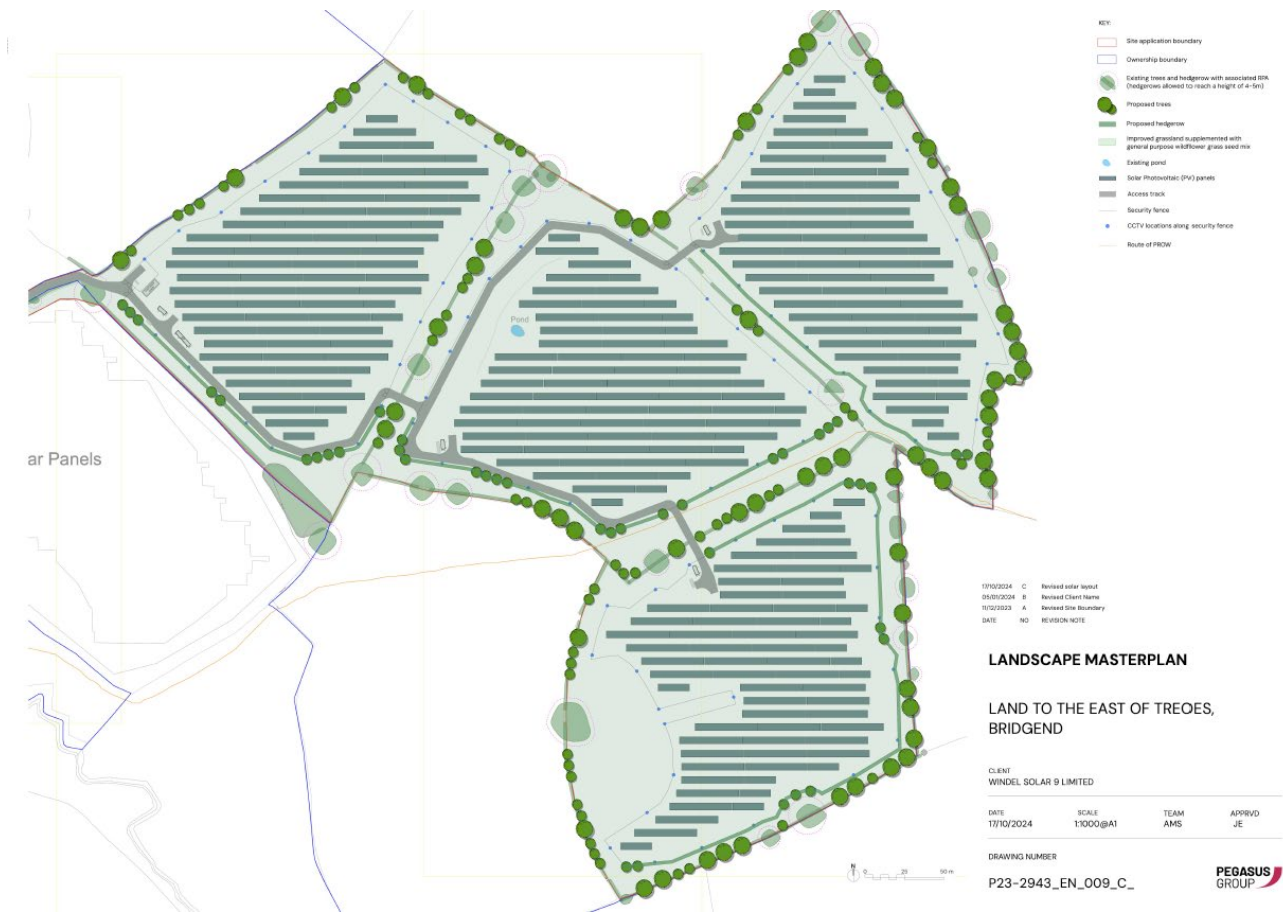 KEY:
Site application boundary
Ownership boundary
Existing trees and hedgerow with associated RPA
(hedgerows allowed to reach a height of 4-5m)
Proposed trees
Proposed hedgerow
Improved grassland supplemented with
general purpose wildflower grass seed mix
Existing pond
Solar Photovoltaic (PV) panels
Access track
Security fence
CCTV locations along security fence
Route of PROW
Pond
ar Panels
17/10/2024 C Revised solar layout
05/01/2024 B Revised Client Name
11/12/2023 A Revised Site Boundary
DATE NO REVISION NOTE
LANDSCAPE MASTERPLAN
LAND TO THE EAST OF TREOES,
BRIDGEND
CLIENT
WINDEL SOLAR 9 LIMITED
DATE SCALE TEAM APPRVD
17/10/2024 1:1000@A1 AMS JE
DRAWING NUMBER
P23-2943_EN_009_C_
N
0 25 50 m
PEGASUS
GROUP